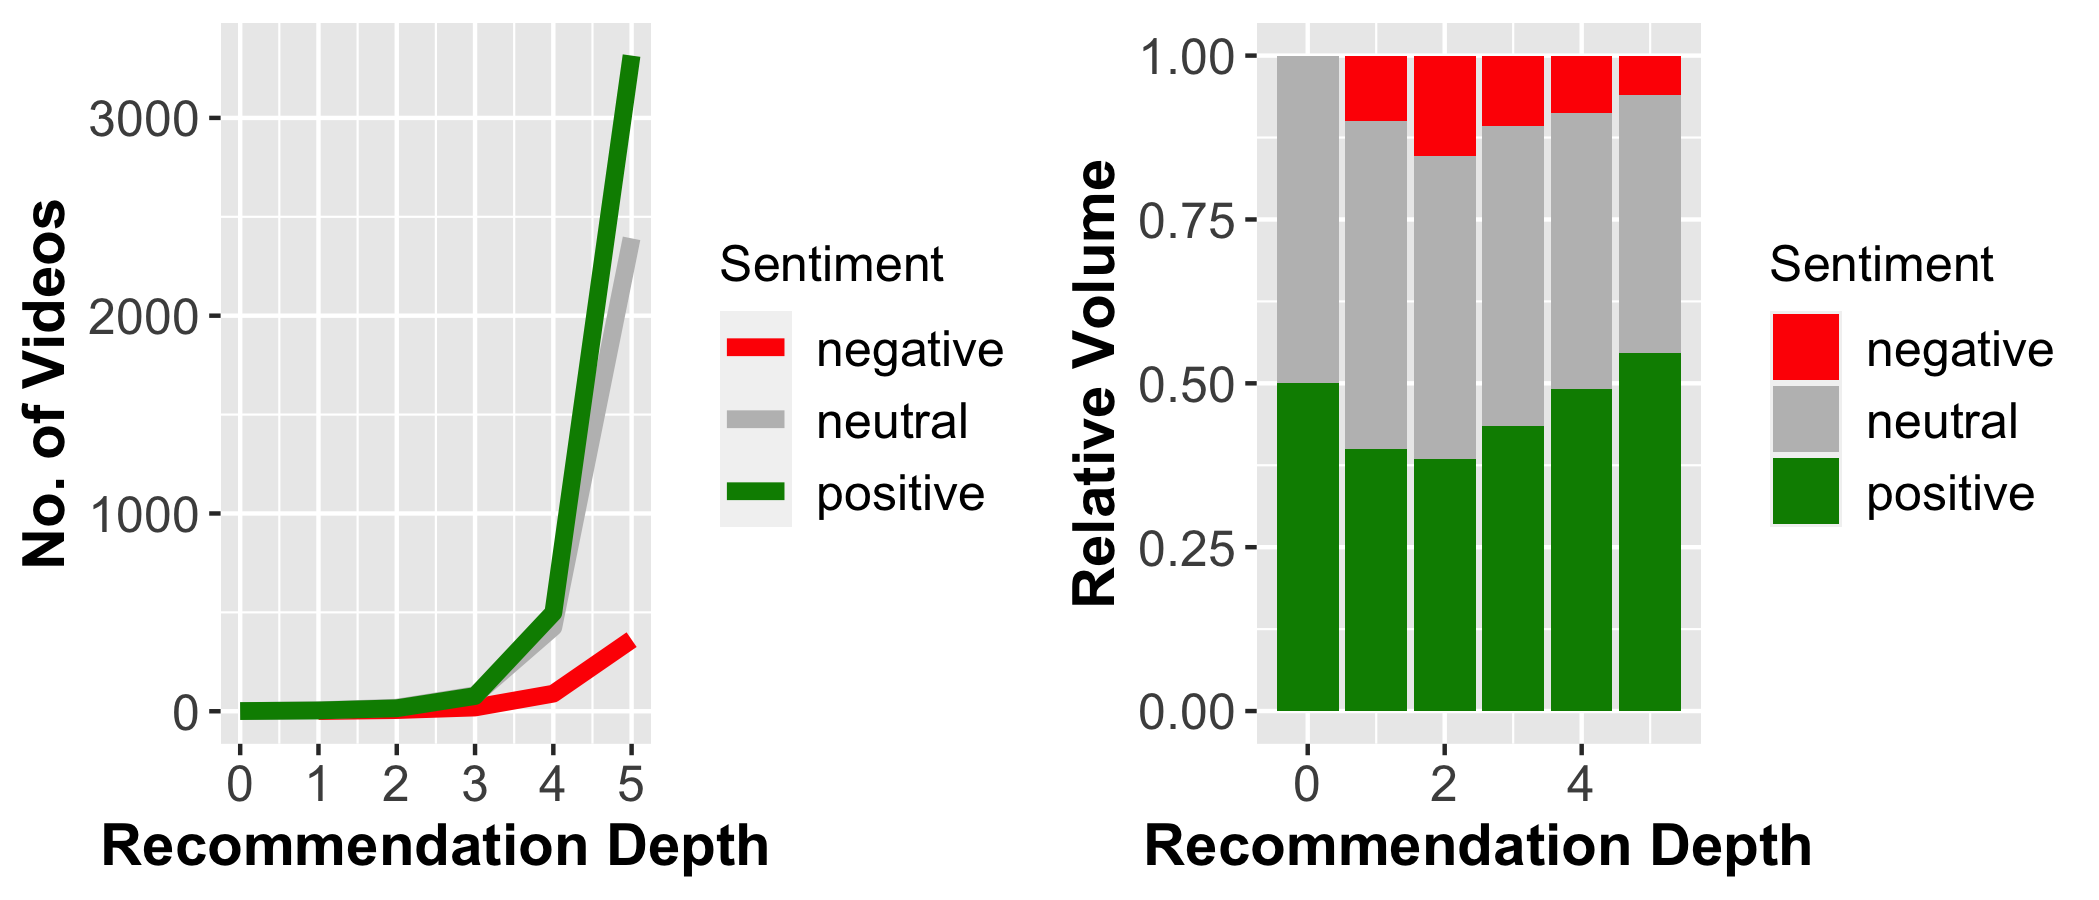 No. of Videos
3000
2000
1000
0
0 1 2 3 4 5
Recommendation Depth
Sentiment
negative
neutral
positive
Relative Volume
1.00
0.75
0.50
0.25
0.00
0 2 4
Recommendation Depth
Sentiment
negative
neutral
positive